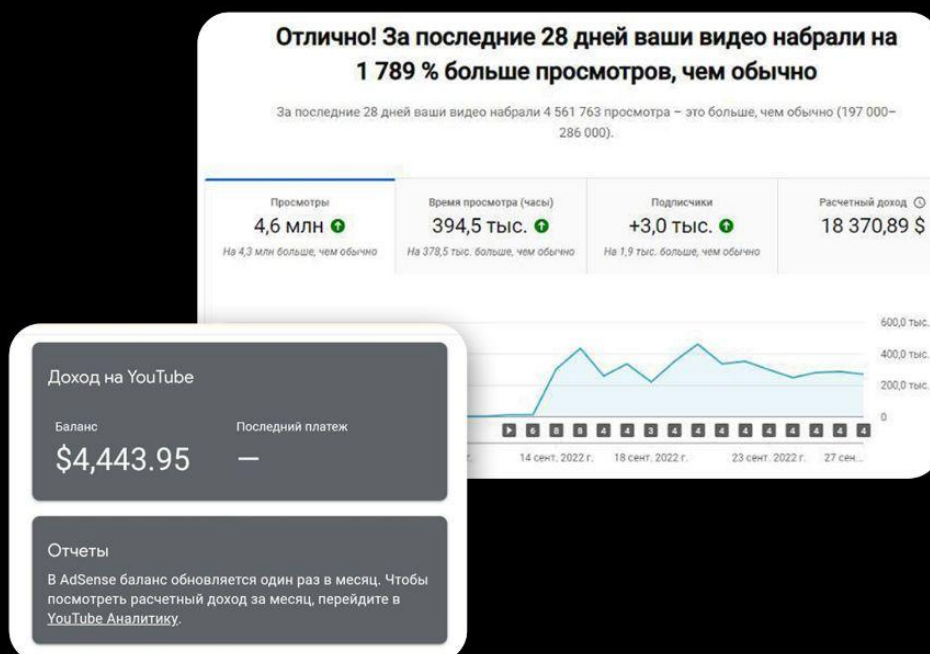 Отлично! За последние 28 дней ваши видео набрали на
1 789 % больше просмотров, чем обычно
За последние 28 дней ваши видео набрали 4 561 763 просмотра – это больше, чем обычно (197 000–
286 000).
Просмотры
4,6 млн
На 4,3 млн больше, чем обычно
Время просмотра (часы)
394,5 тыс.
На 378,5 тыс. больше, чем обычно
Подписчики
+3,0 тыс.
На 1,9 тыс. больше, чем обычно
Расчетный доход
18 370,89 $
600,0 тыс.
400,0 тыс.
200,0 тыс.
0
6 8 8 4 4 3 4 4 4 4 4 4 4 4
14 сент. 2022 г. 18 сент. 2022 г. 23 сент. 2022 г. 27 сен...
Доход на YouTube
Баланс
$4,443.95
Последний платеж
—
Отчеты
В AdSense баланс обновляется один раз в месяц. Чтобы
посмотреть расчетный доход за месяц, перейдите в
YouTube Аналитику.